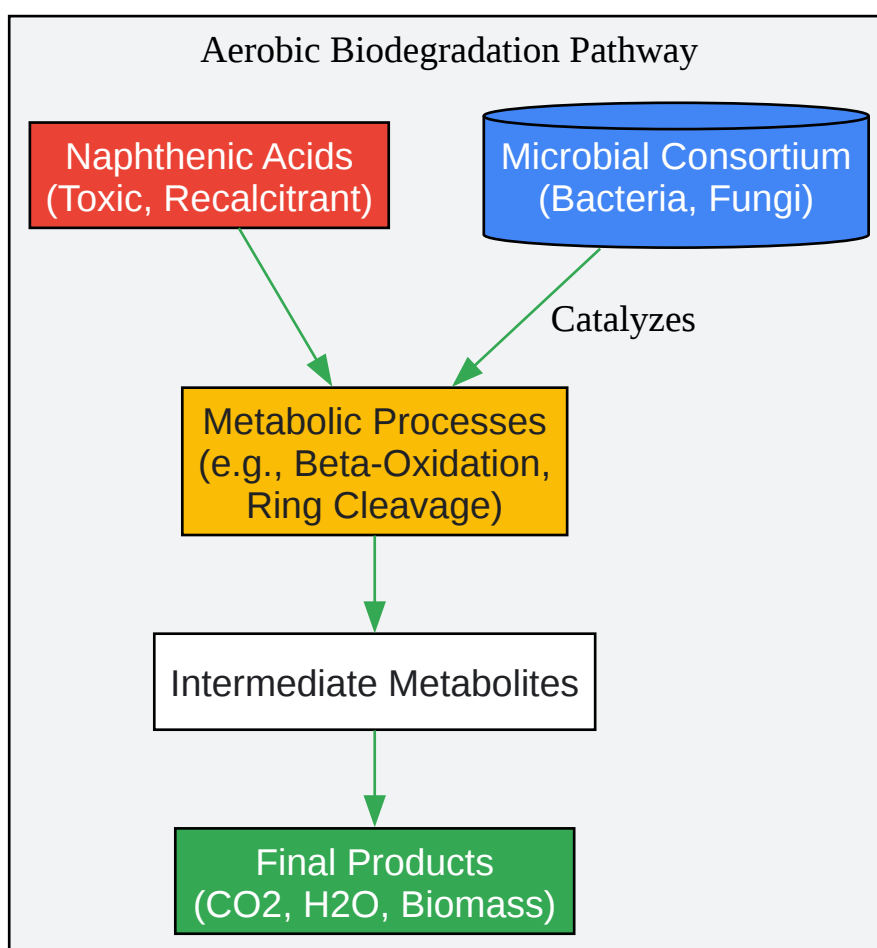 Aerobic Biodegradation Pathway
Naphthenic Acids
(Toxic, Recalcitrant)
Microbial Consortium
(Bacteria, Fungi)
Catalyzes
Metabolic Processes
(e.g., Beta-Oxidation,
Ring Cleavage)
Intermediate Metabolites
Final Products
(CO2, H2O, Biomass)